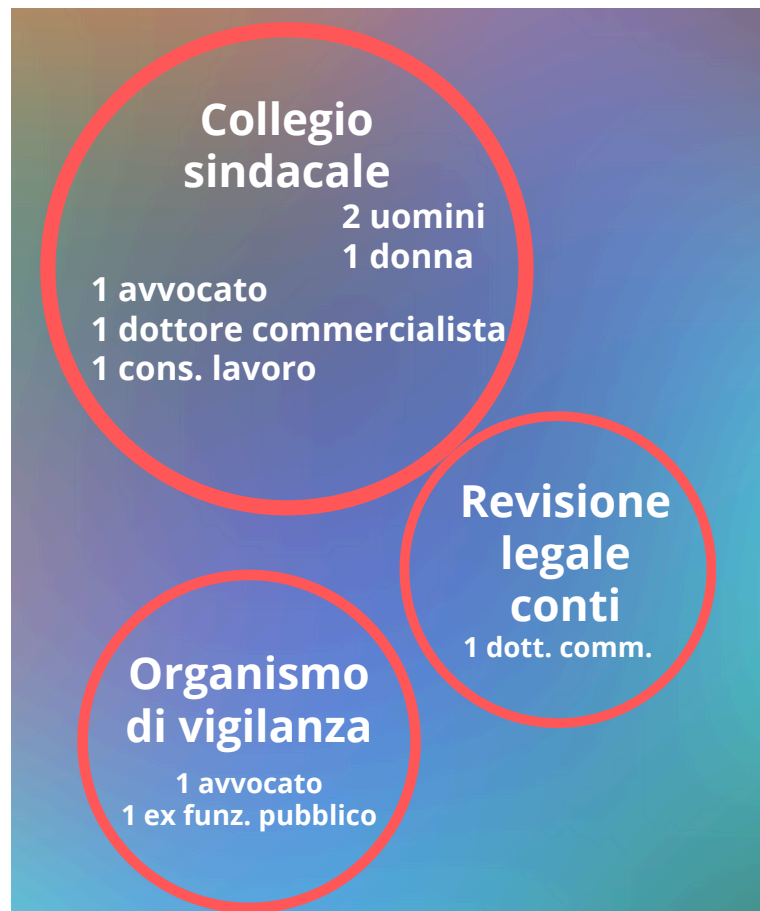 Collegio
sindacale
2 uomini
1 donna
1 avvocato
1 dottore commercialista
1 cons. lavoro
Revisione
legale
conti
1 dott. comm.
Organismo
di vigilanza
1 avvocato
1 ex funz. pubblico